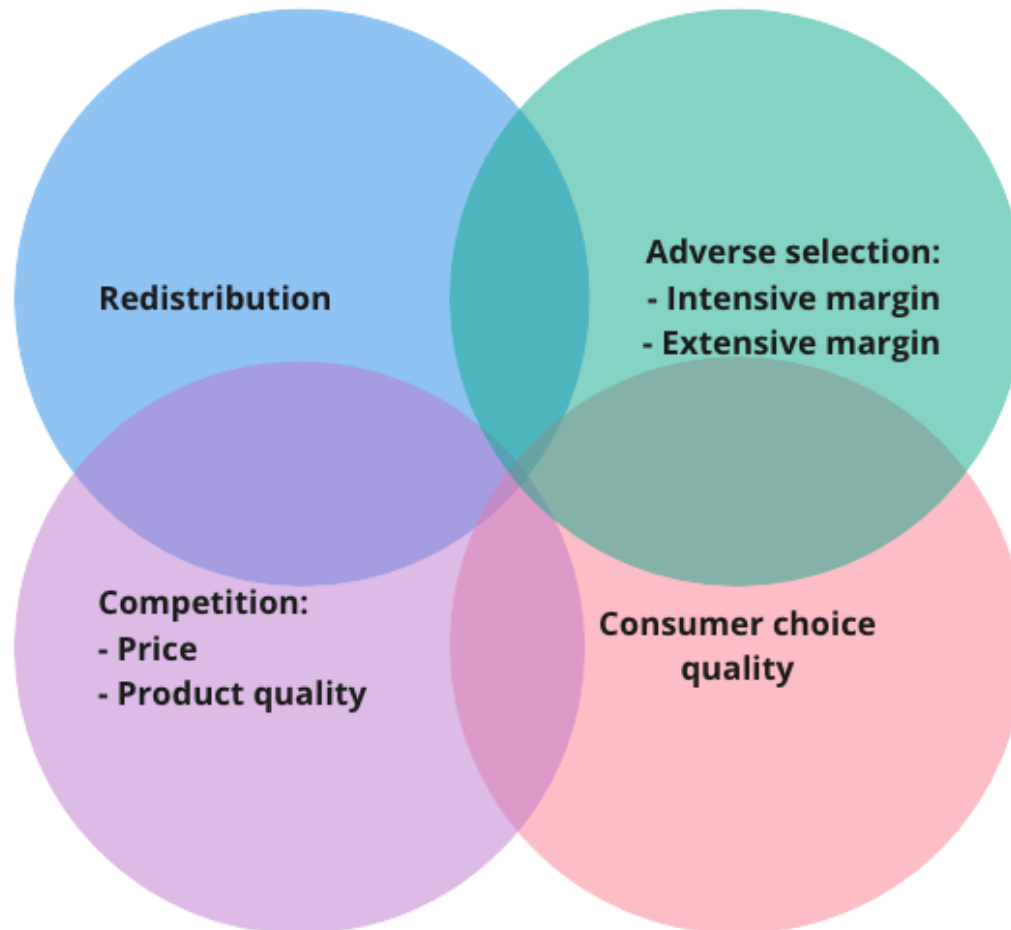 Redistribution
Adverse selection:
- Intensive margin
- Extensive margin
Competition:
- Price
- Product quality
Consumer choice
quality